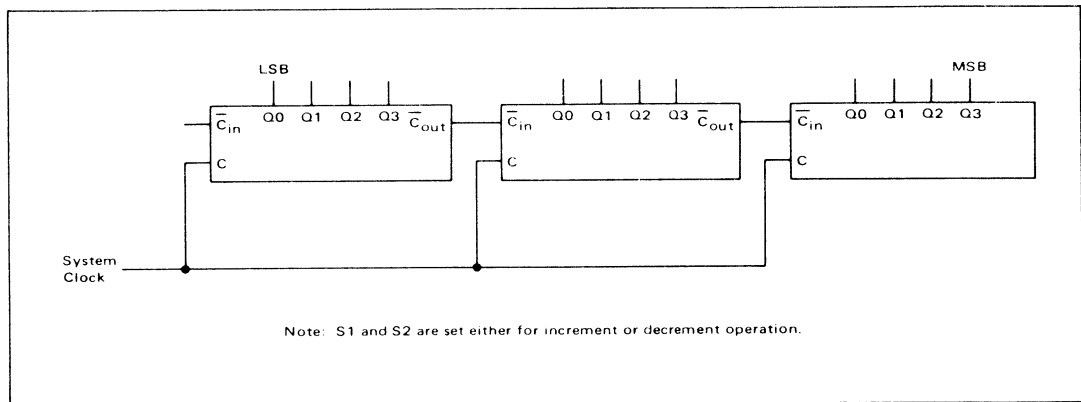 LSB
MSB
C̅in Q0 Q1 Q2 Q3 C̅out
C
C̅in Q0 Q1 Q2 Q3 C̅out
C
C̅in Q0 Q1 Q2 Q3
C
System
Clock
Note: S1 and S2 are set either for increment or decrement operation.